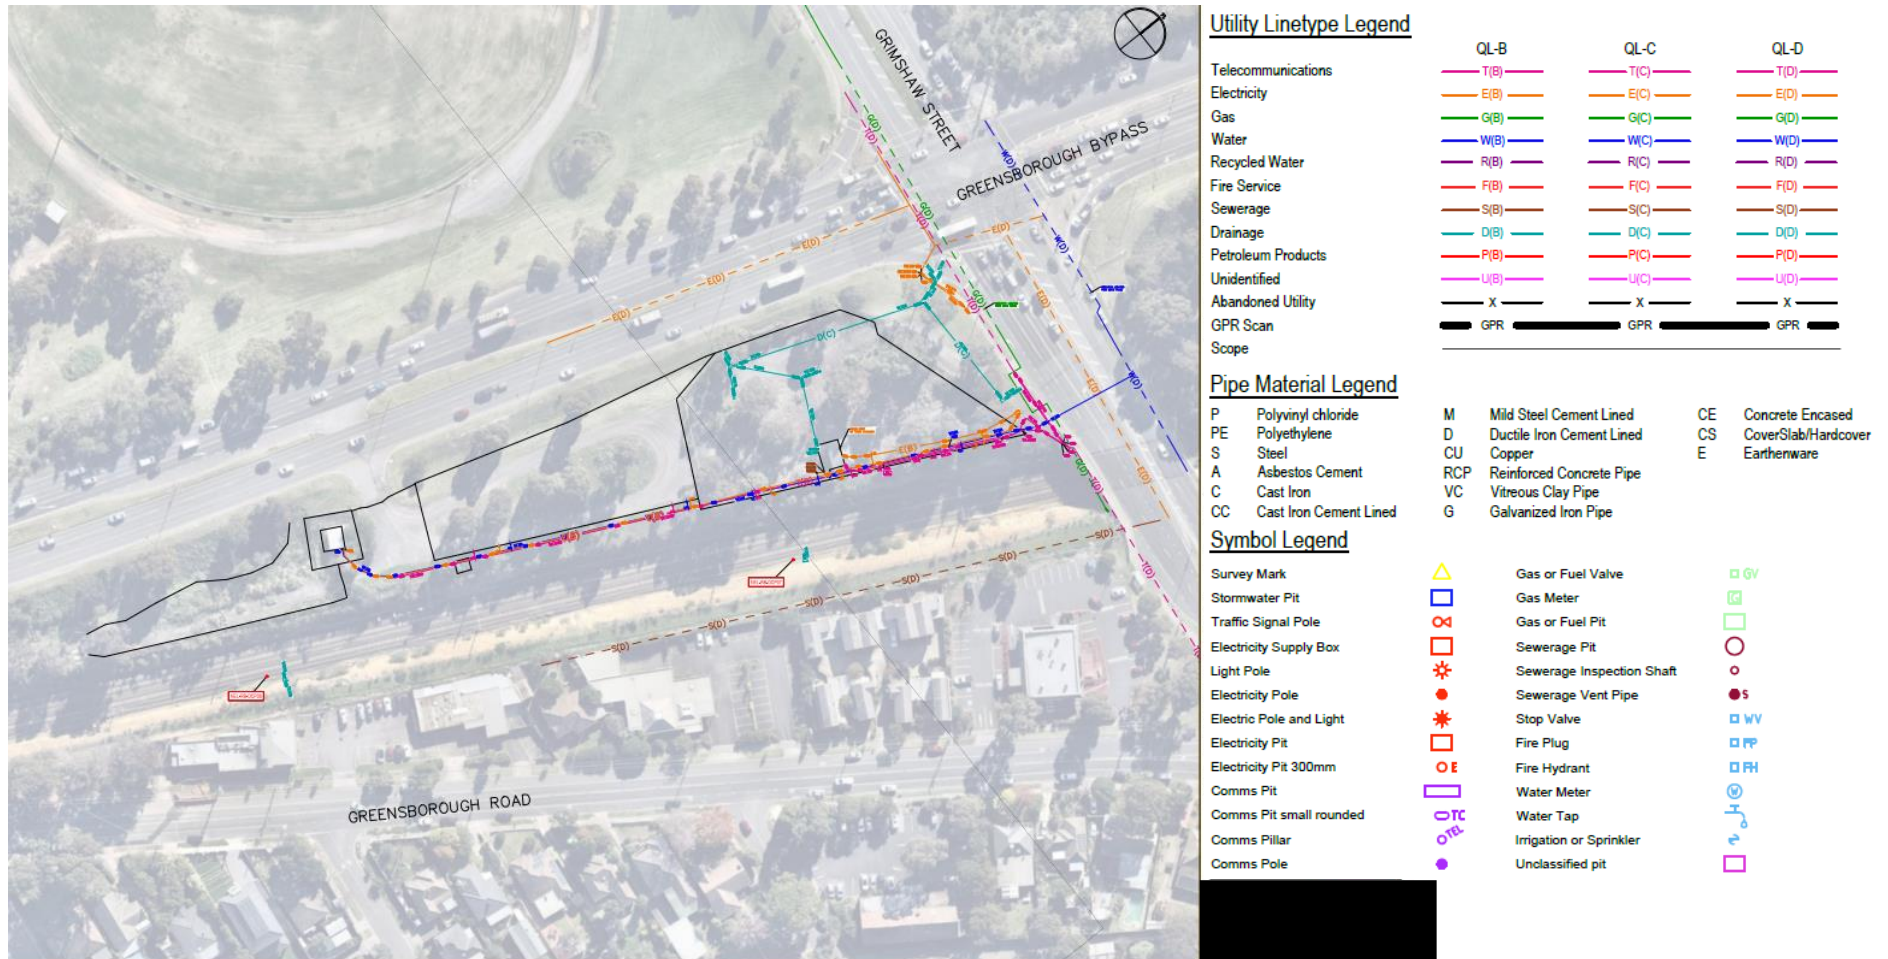 GRIMSHAW STREET
GREENSBOROUGH BYPASS
GREENSBOROUGH ROAD
G(D)
T(D)
W(D)
G(D)
T(D)
E(D)
E(D)
W(D)
E(D)
E(D)
G(D)
T(D)
E(D)
D(C)
D(C)
W(D)
E(D)
E(B)
G(D)
T(D)
E(D)
S(D)
S(D)
S(D)
S(D)
S(D)
T(D)
Utility Linetype Legend
QL-B QL-C QL-D
Telecommunications T(B) T(C) T(D)
Electricity E(B) E(C) E(D)
Gas G(B) G(C) G(D)
Water W(B) W(C) W(D)
Recycled Water R(B) R(C) R(D)
Fire Service F(B) F(C) F(D)
Sewerage S(B) S(C) S(D)
Drainage D(B) D(C) D(D)
Petroleum Products P(B) P(C) P(D)
Unidentified U(B) U(C) U(D)
Abandoned Utility X X X
GPR Scan GPR GPR GPR
Scope
Pipe Material Legend
P Polyvinyl chloride M Mild Steel Cement Lined CE Concrete Encased
PE Polyethylene D Ductile Iron Cement Lined CS CoverSlab/Hardcover
S Steel CU Copper E Earthenware
A Asbestos Cement RCP Reinforced Concrete Pipe
C Cast Iron VC Vitreous Clay Pipe
CC Cast Iron Cement Lined G Galvanized Iron Pipe
Symbol Legend
Survey Mark Gas or Fuel Valve GV
Stormwater Pit Gas Meter G
Traffic Signal Pole Gas or Fuel Pit
Electricity Supply Box Sewerage Pit
Light Pole Sewerage Inspection Shaft
Electricity Pole Sewerage Vent Pipe S
Electric Pole and Light Stop Valve WV
Electricity Pit Fire Plug FP
Electricity Pit 300mm E Fire Hydrant FH
Comms Pit Water Meter W
Comms Pit small rounded TC Water Tap
Comms Pillar TEL Irrigation or Sprinkler
Comms Pole Unclassified pit